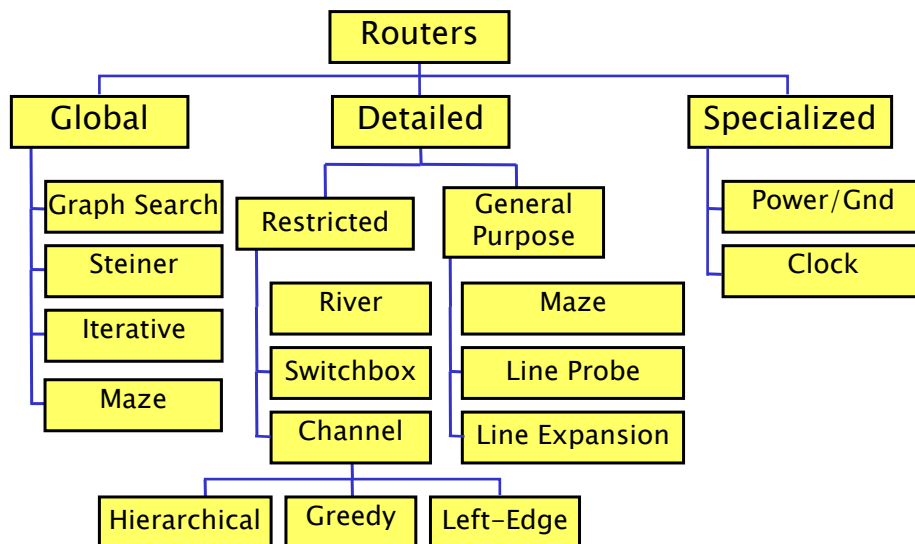 Routers
Global
Detailed
Specialized
Graph Search
Steiner
Iterative
Maze
Restricted
River
Switchbox
Channel
Hierarchical
Greedy
Left-Edge
General
Purpose
Maze
Line Probe
Line Expansion
Power/Gnd
Clock